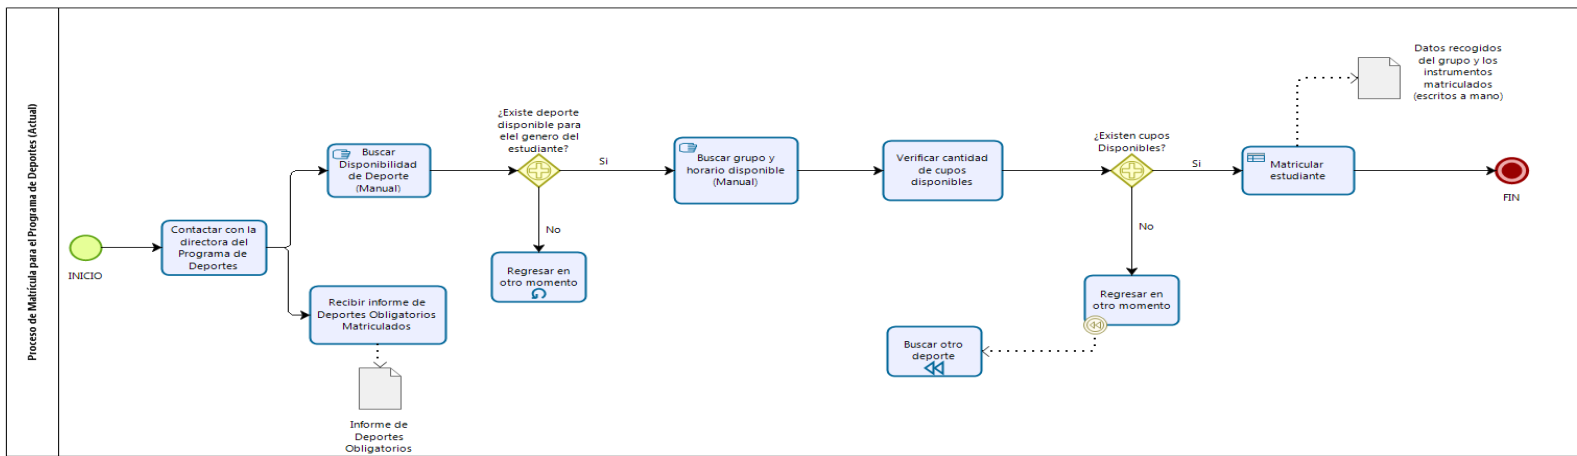 Proceso de Matrícula para el Programa de Deportes (Actual)
INICIO
Contactar con la
directora del
Programa de
Deportes
Buscar
Disponibilidad
de Deporte
(Manual)
Recibir informe de
Deportes Obligatorios
Matriculados
Informe de
Deportes
Obligatorios
¿Existe deporte
disponible para
elel genero del
estudiante?
Si
No
Regresar en
otro momento
Buscar grupo y
horario disponible
(Manual)
Verificar cantidad
de cupos
disponibles
¿Existen cupos
Disponibles?
Si
No
Regresar en
otro momento
Buscar otro
deporte
Matricular
estudiante
Datos recogidos
del grupo y los
instrumentos
matriculados
(escritos a mano)
FIN